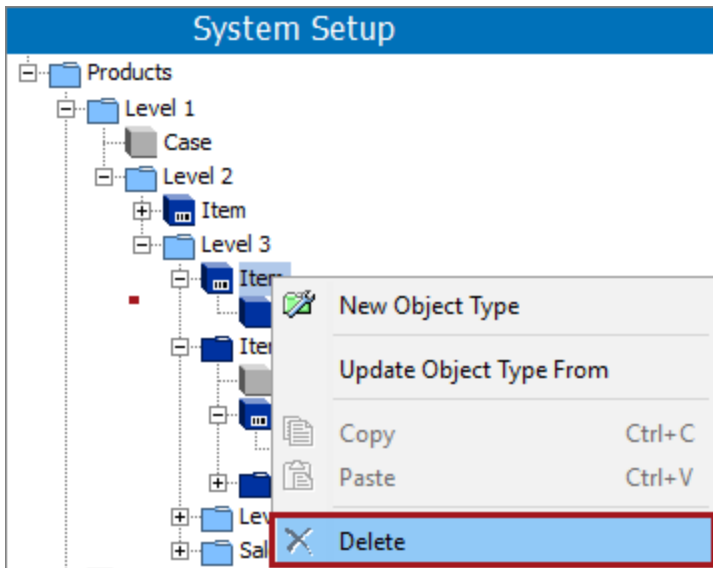 System Setup
Products
Level 1
Case
Level 2
Item
Level 3
Item
New Object Type
Update Object Type From
Copy Ctrl+C
Paste Ctrl+V
Delete